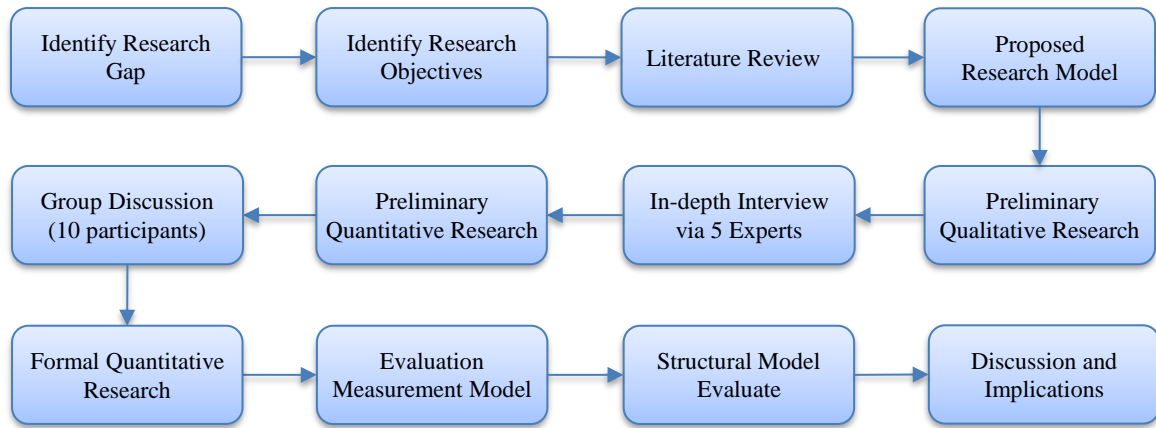 Identify Research
Gap
Identify Research
Objectives
Literature Review
Proposed
Research Model
Preliminary
Qualitative Research
In-depth Interview
via 5 Experts
Preliminary
Quantitative Research
Group Discussion
(10 participants)
Formal Quantitative
Research
Evaluation
Measurement Model
Structural Model
Evaluate
Discussion and
Implications